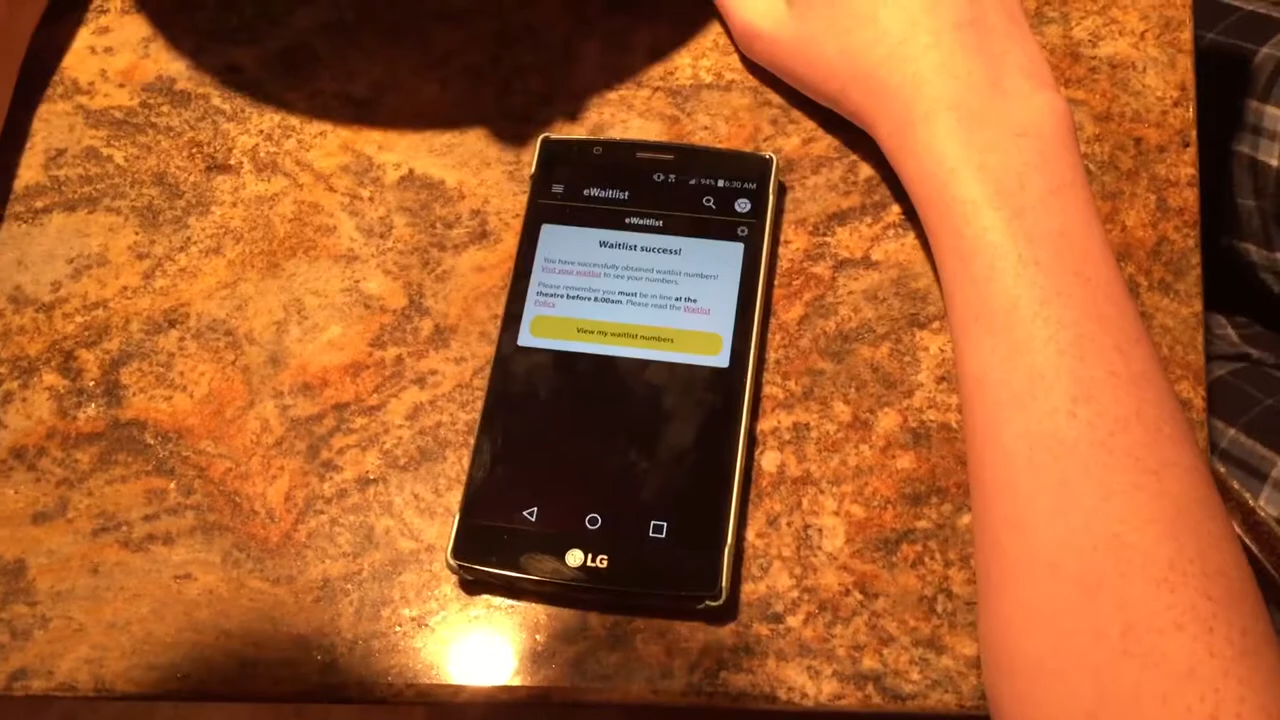 94% 6:30 AM
eWaitlist
eWaitlist
Waitlist success!
You have successfully obtained waitlist numbers!
Visit your waitlist to see your numbers.
Please remember you must be in line at the
theatre before 8:00am. Please read the Waitlist
Policy.
View my waitlist numbers
LG